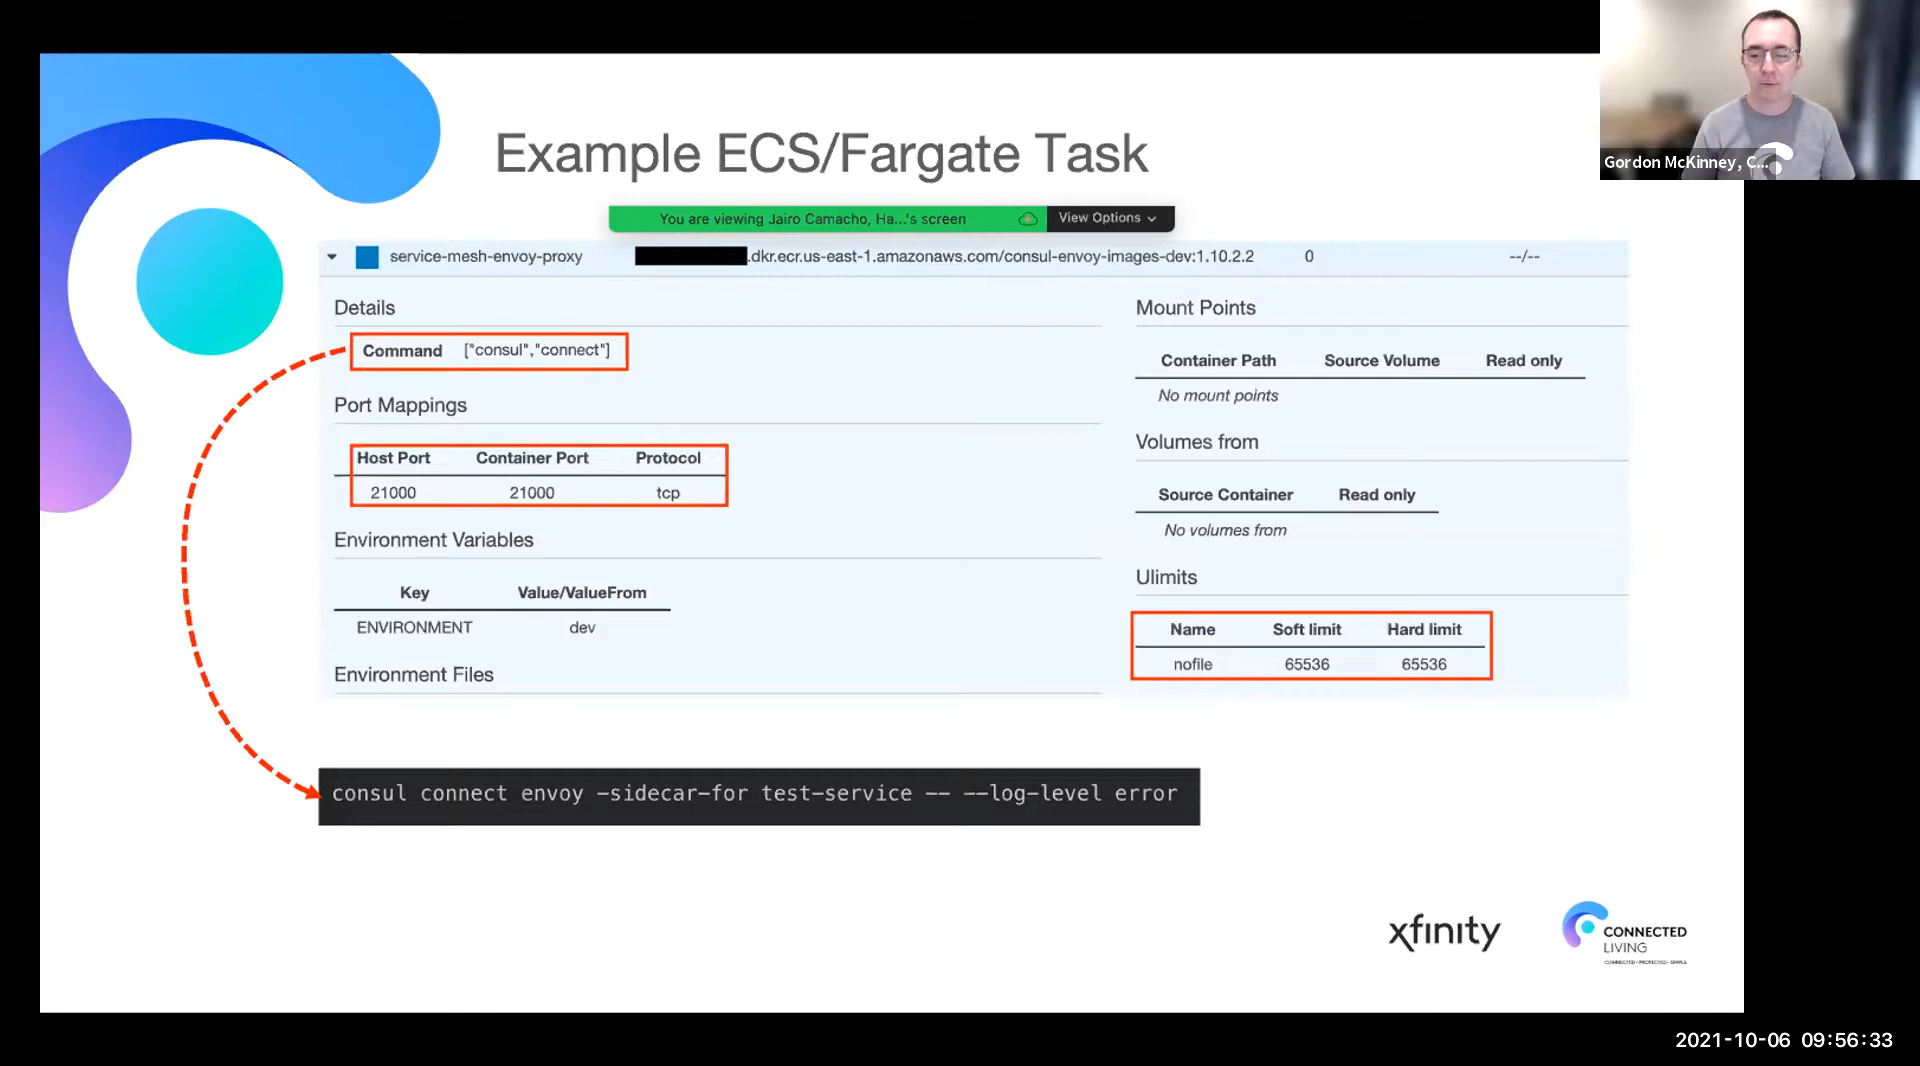 Gordon McKinney, C...
Example ECS/Fargate Task
You are viewing Jairo Camacho, Ha...'s screen
View Options
service-mesh-envoy-proxy
.dkr.ecr.us-east-1.amazonaws.com/consul-envoy-images-dev:1.10.2.2
0
--/--
Details
Command ["consul","connect"]
Port Mappings
Host Port Container Port Protocol
21000 21000 tcp
Environment Variables
Key Value/ValueFrom
ENVIRONMENT dev
Environment Files
Mount Points
Container Path Source Volume Read only
No mount points
Volumes from
Source Container Read only
No volumes from
Ulimits
Name Soft limit Hard limit
nofile 65536 65536
consul connect envoy -sidecar-for test-service -- --log-level error
xfinity
CONNECTED
LIVING
CONNECTED • PROTECTED • SIMPLE
2021-10-06 09:56:33